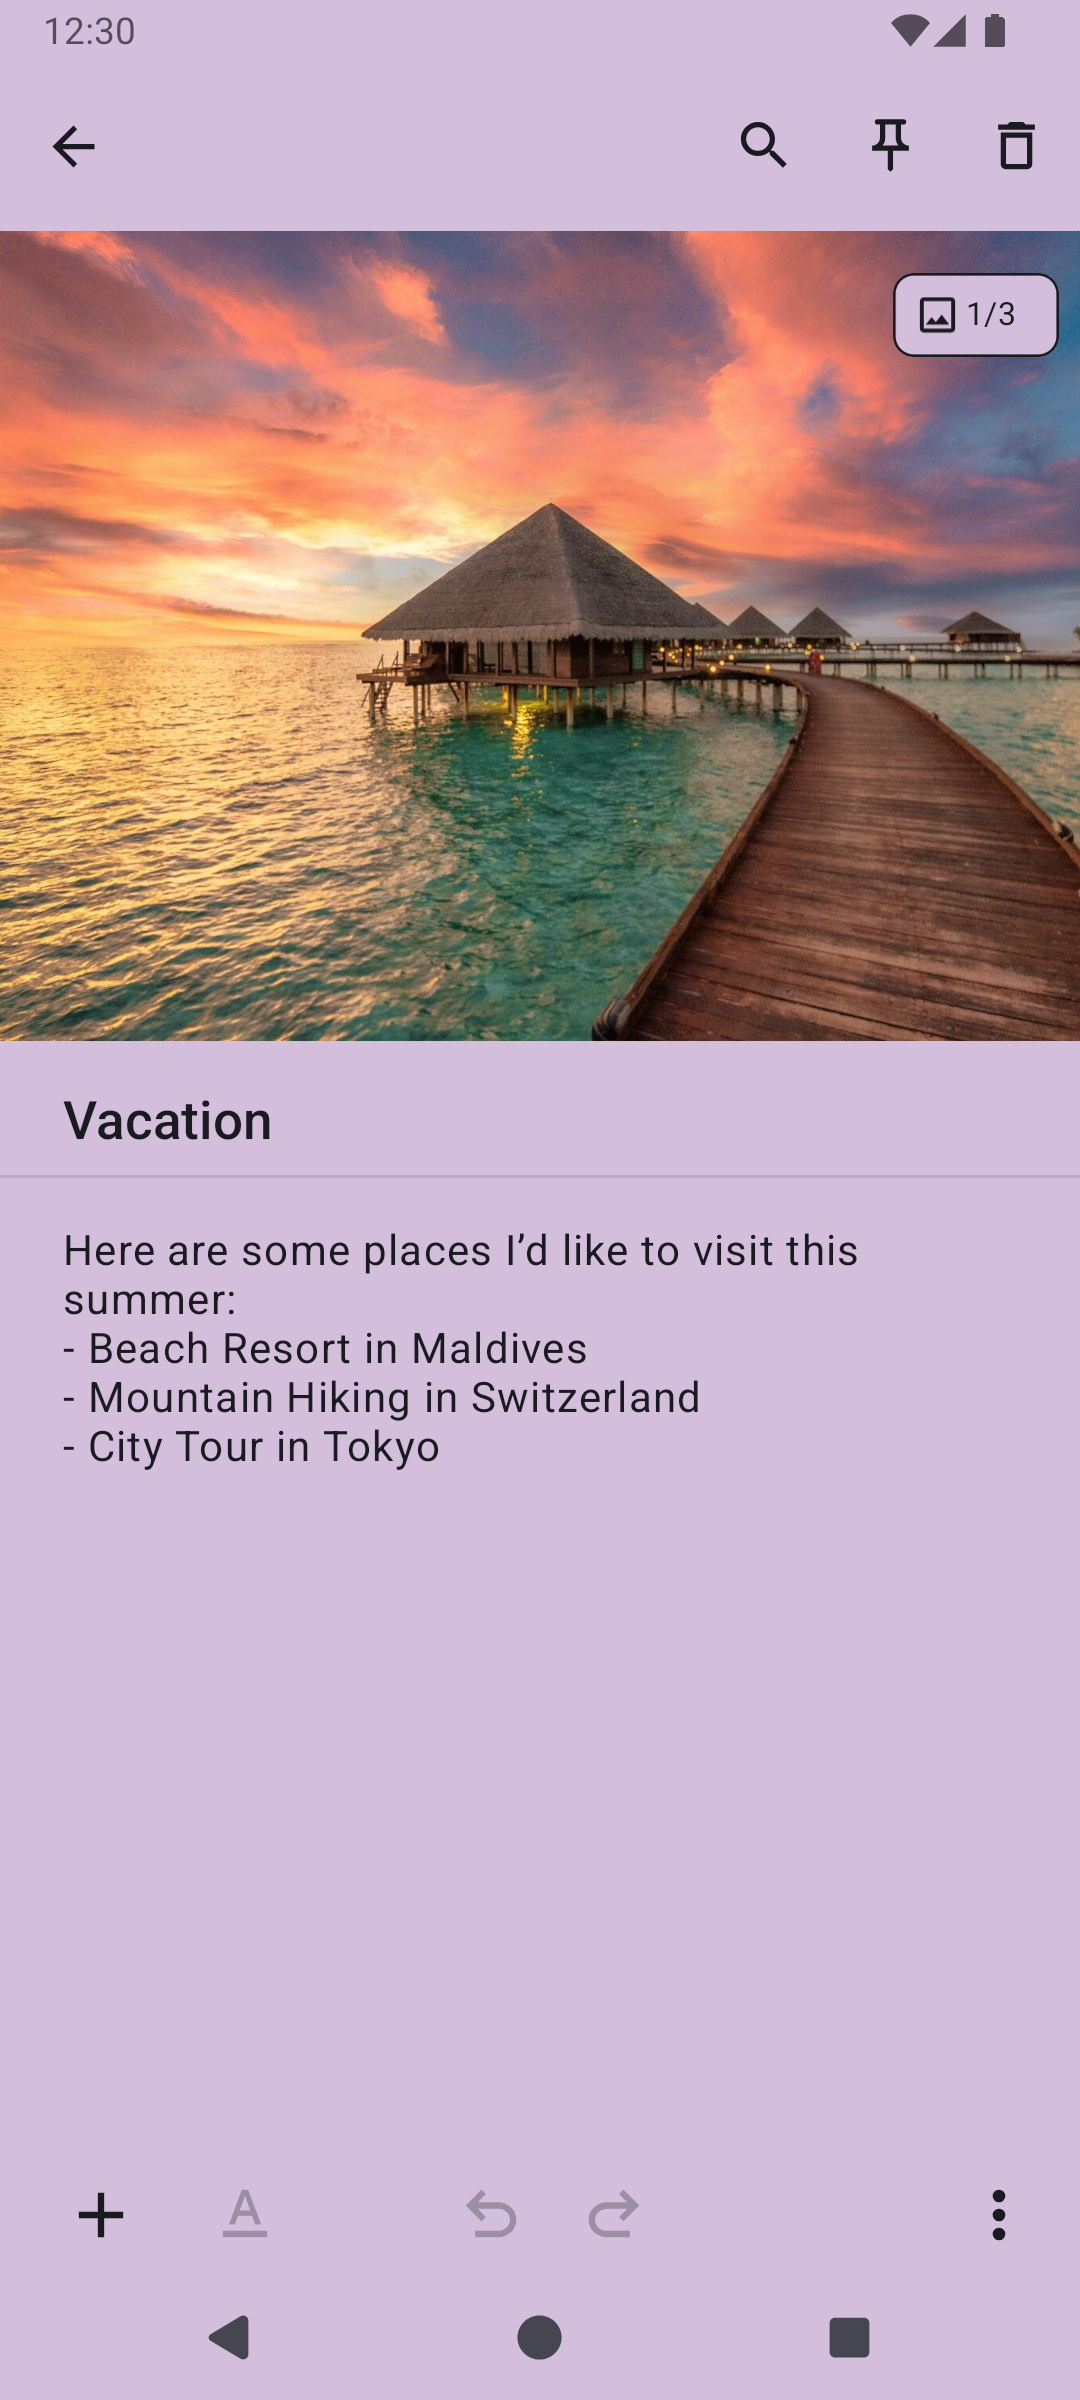 12:30
1/3
Vacation
Here are some places I’d like to visit this
summer:
- Beach Resort in Maldives
- Mountain Hiking in Switzerland
- City Tour in Tokyo
A